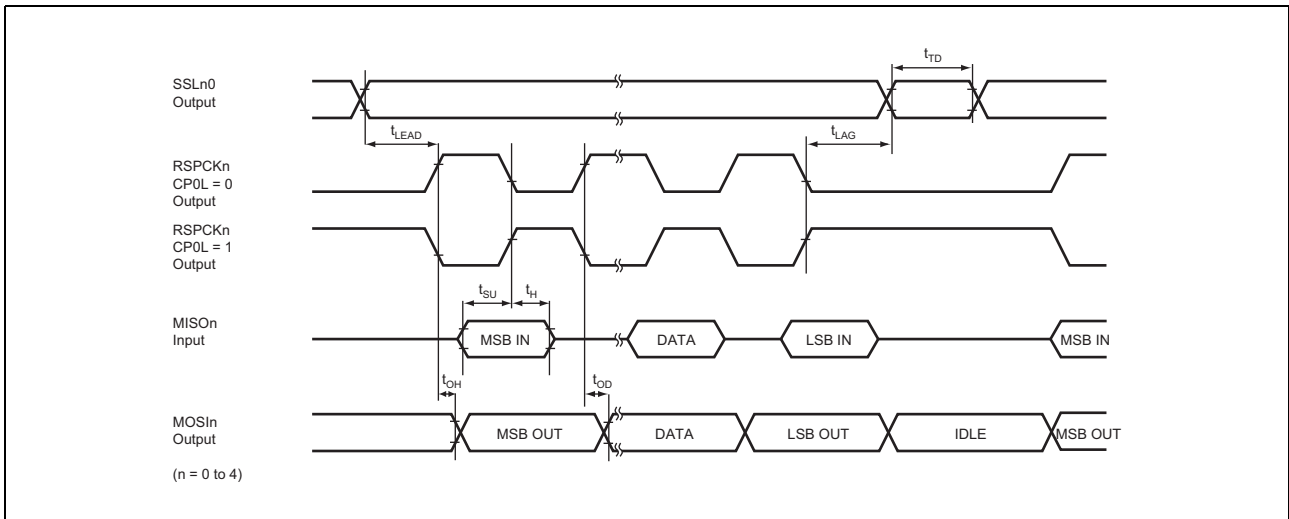 tTD
SSLn0
Output
tLEAD
tLAG
RSPCKn
CP0L = 0
Output
RSPCKn
CP0L = 1
Output
tSU tH
MISOn
Input
MSB IN DATA LSB IN MSB IN
tOH tOD
MOSIn
Output
MSB OUT DATA LSB OUT IDLE MSB OUT
(n = 0 to 4)